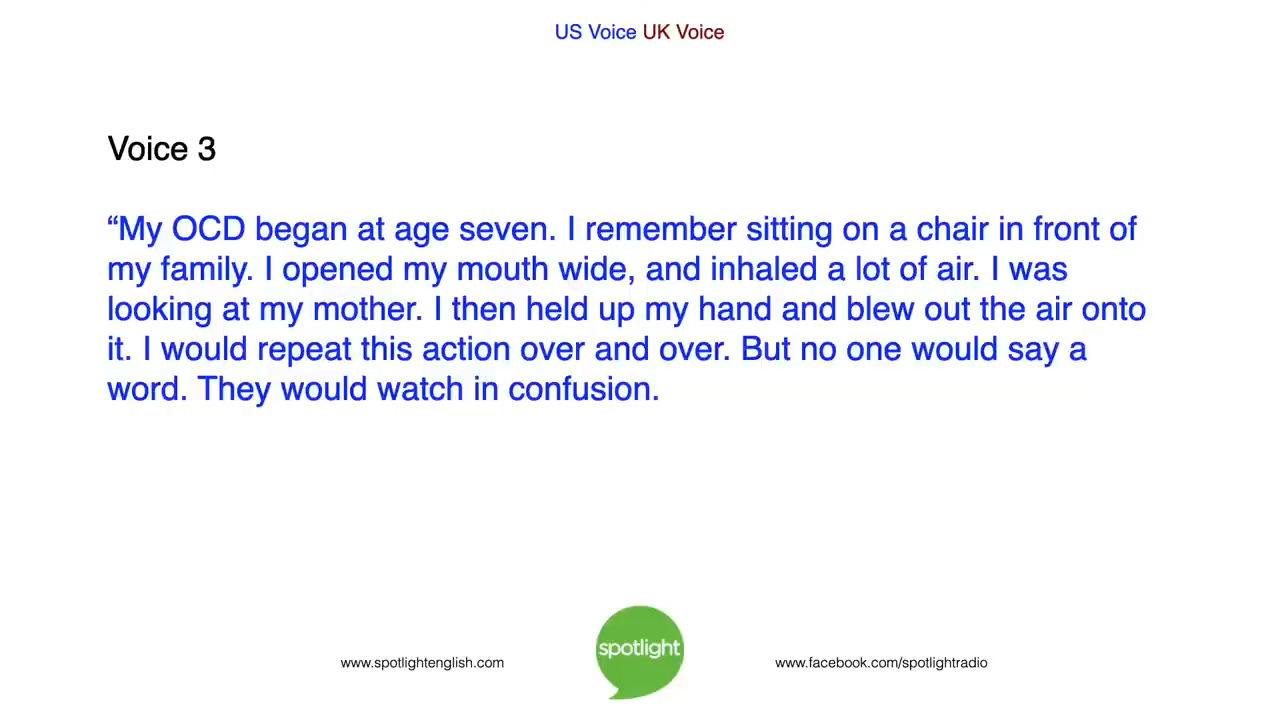 US Voice UK Voice
Voice 3
“My OCD began at age seven. I remember sitting on a chair in front of
my family. I opened my mouth wide, and inhaled a lot of air. I was
looking at my mother. I then held up my hand and blew out the air onto
it. I would repeat this action over and over. But no one would say a
word. They would watch in confusion.
www.spotlightenglish.com
spotlight
www.facebook.com/spotlightradio